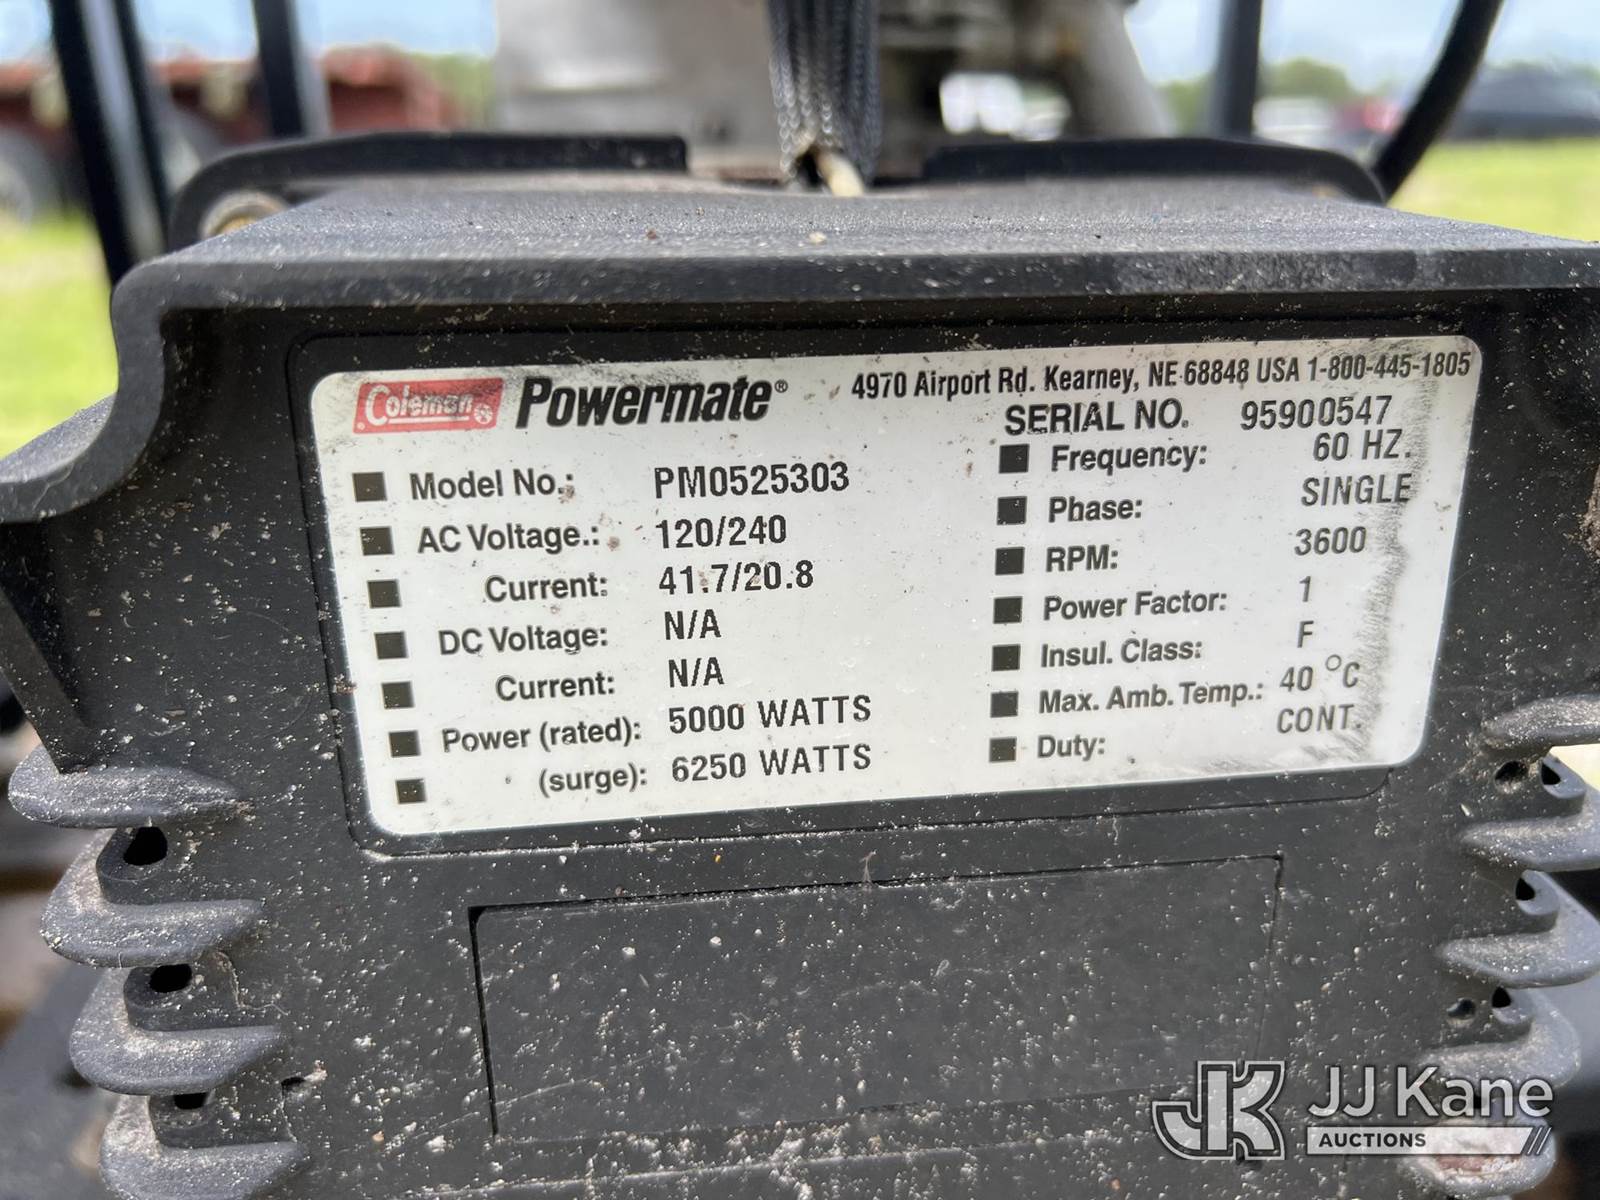 Coleman Powermate® 4970 Airport Rd. Kearney, NE 68848 USA 1-800-445-1805
SERIAL NO. 95900547
Model No.: PM0525303
AC Voltage.: 120/240
Current: 41.7/20.8
DC Voltage: N/A
Current: N/A
Power (rated): 5000 WATTS
(surge): 6250 WATTS
Frequency: 60 HZ.
Phase: SINGLE
RPM: 3600
Power Factor: 1
Insul. Class: F
Max. Amb. Temp.: 40 °C
Duty: CONT.
JK JJ Kane
AUCTIONS